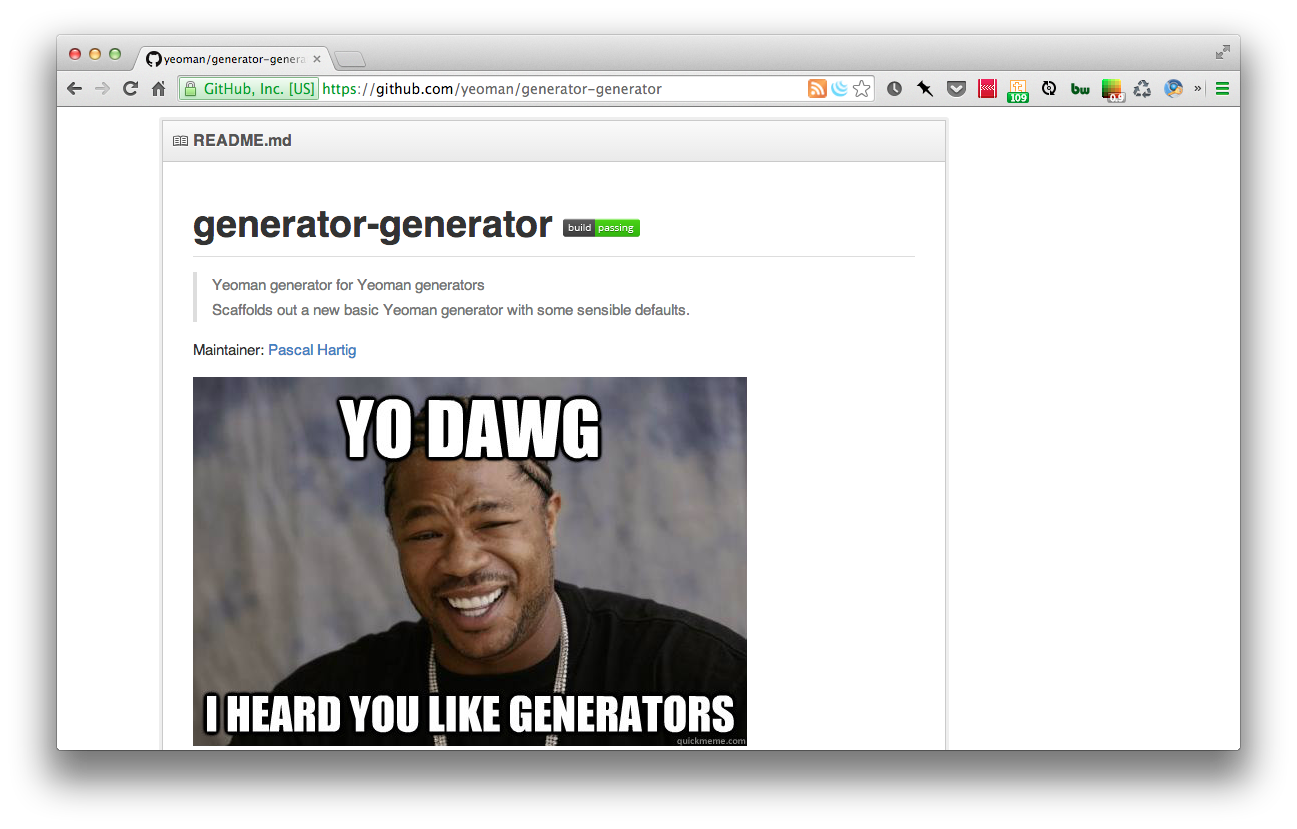 yeoman/generator-genera
GitHub, Inc. [US] https://github.com/yeoman/generator-generator
109
bw
0.9
»
README.md
generator-generator build passing
Yeoman generator for Yeoman generators
Scaffolds out a new basic Yeoman generator with some sensible defaults.
Maintainer: Pascal Hartig
YO DAWG
I HEARD YOU LIKE GENERATORS
quickmeme.com